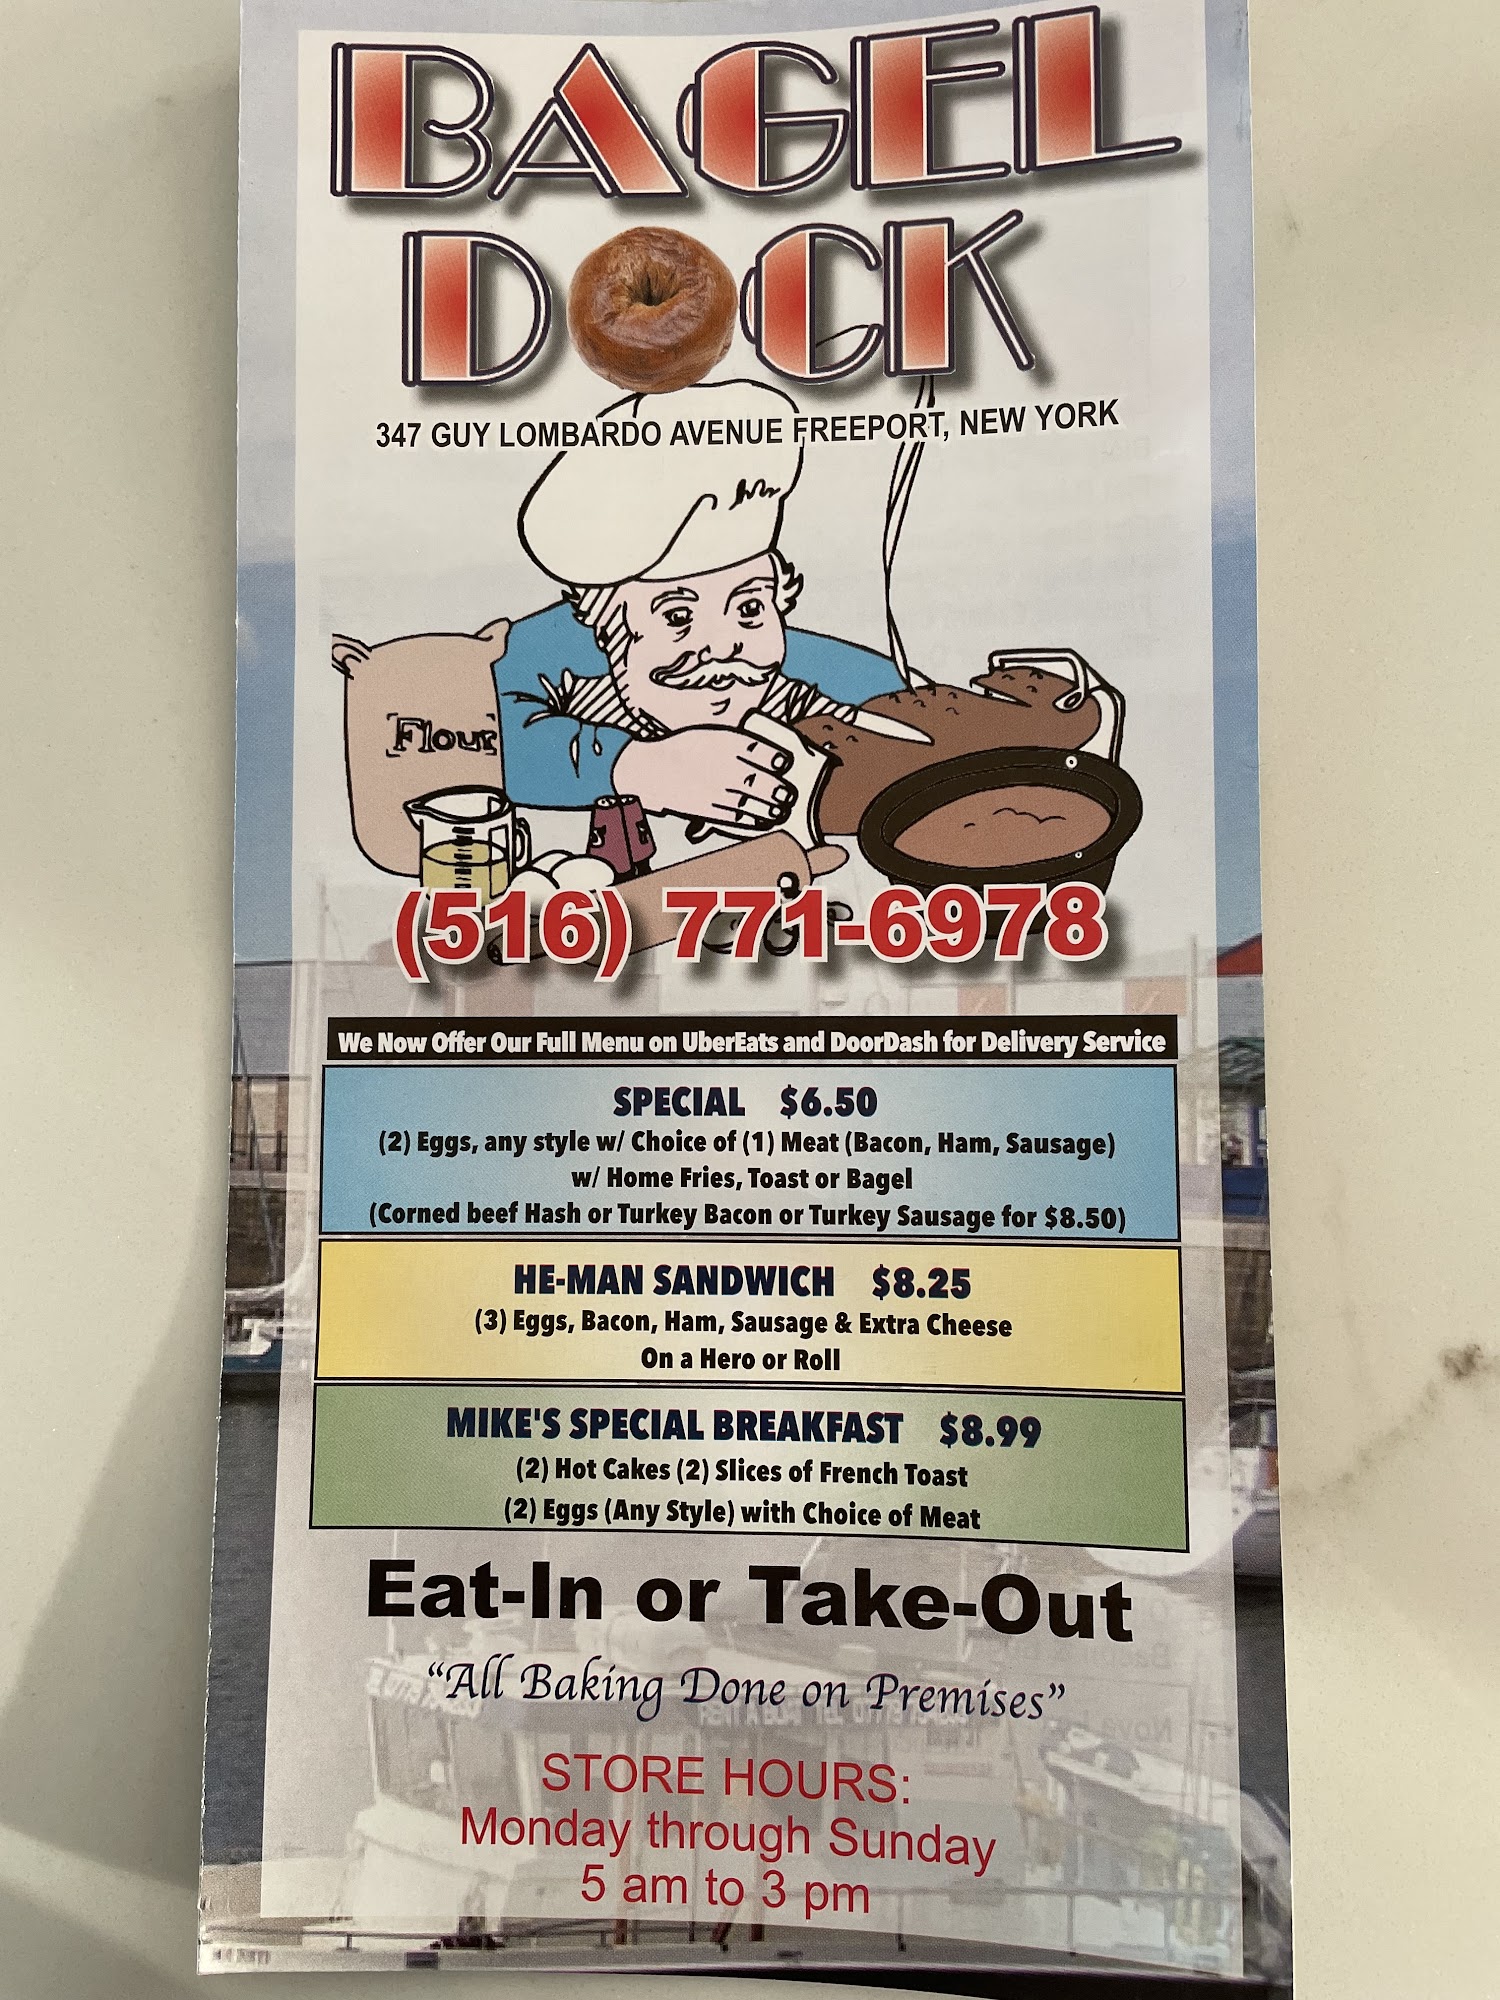 BAGEL
DOCK
347 GUY LOMBARDO AVENUE FREEPORT, NEW YORK
Flour
(516) 771-6978
We Now Offer Our Full Menu on UberEats and DoorDash for Delivery Service
SPECIAL $6.50
(2) Eggs, any style w/ Choice of (1) Meat (Bacon, Ham, Sausage)
w/ Home Fries, Toast or Bagel
(Corned beef Hash or Turkey Bacon or Turkey Sausage for $8.50)
HE-MAN SANDWICH $8.25
(3) Eggs, Bacon, Ham, Sausage & Extra Cheese
On a Hero or Roll
MIKE'S SPECIAL BREAKFAST $8.99
(2) Hot Cakes (2) Slices of French Toast
(2) Eggs (Any Style) with Choice of Meat
Eat-In or Take-Out
“All Baking Done on Premises”
STORE HOURS:
Monday through Sunday
5 am to 3 pm